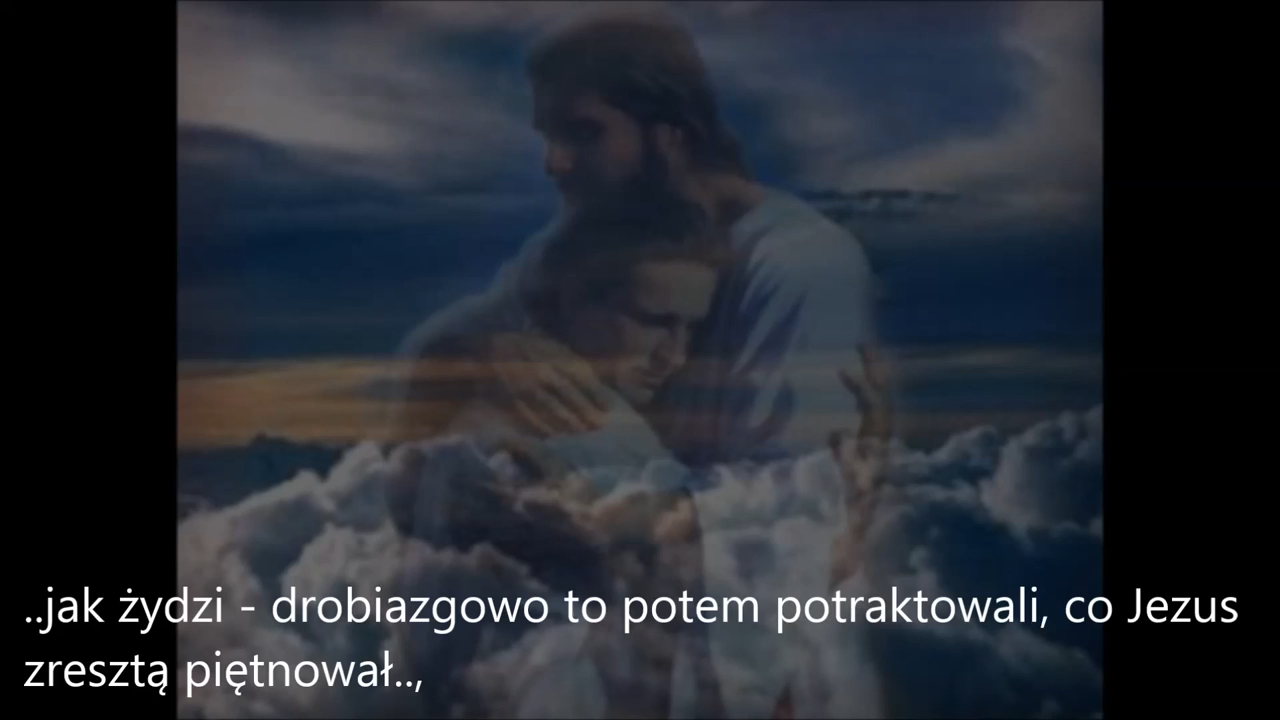 ..jak żydzi - drobiazgowo to potem potraktowali, co Jezus
zresztą piętnował..,